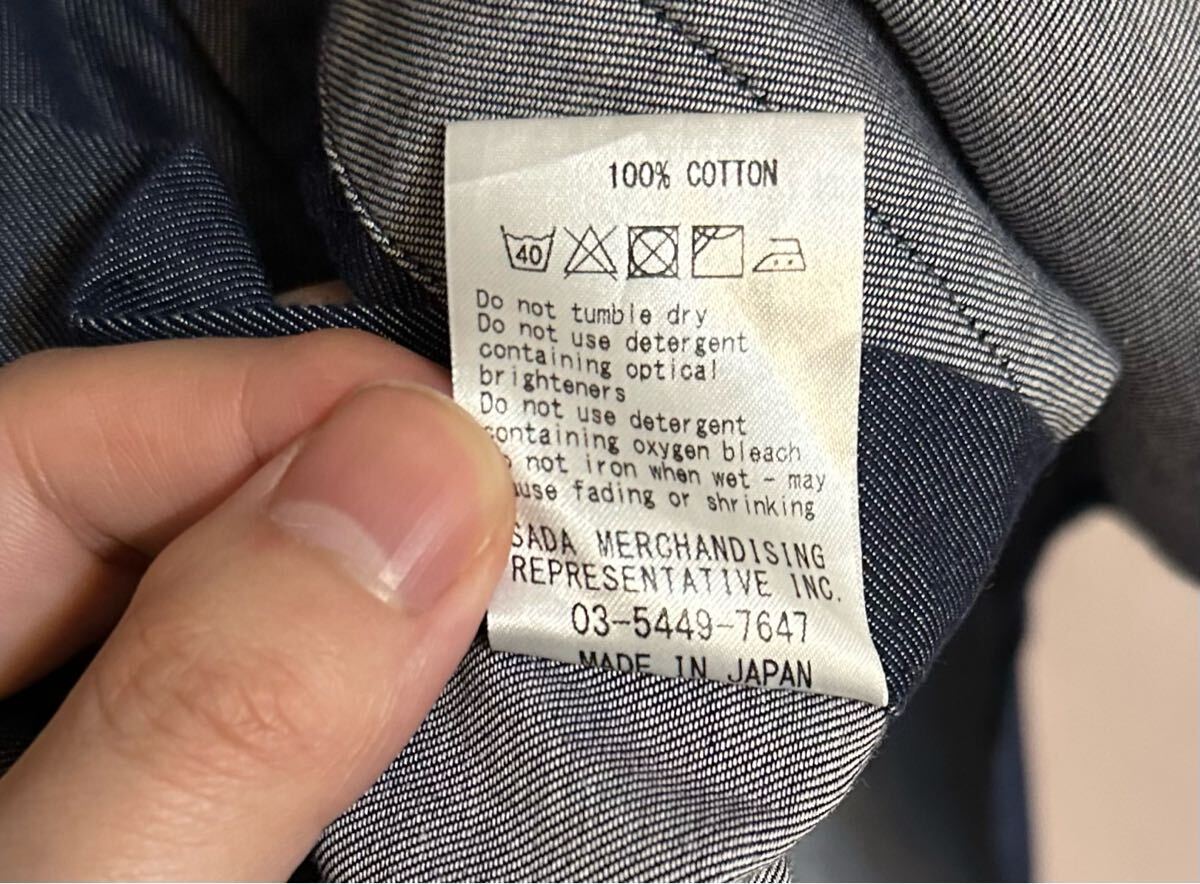 100% COTTON
40
Do not tumble dry
Do not use detergent
containing optical
brighteners
Do not use detergent
containing oxygen bleach
not iron when wet - may
fading or shrinking
SADA MERCHANDISING
REPRESENTATIVE INC.
03-5449-7647
MADE IN JAPAN